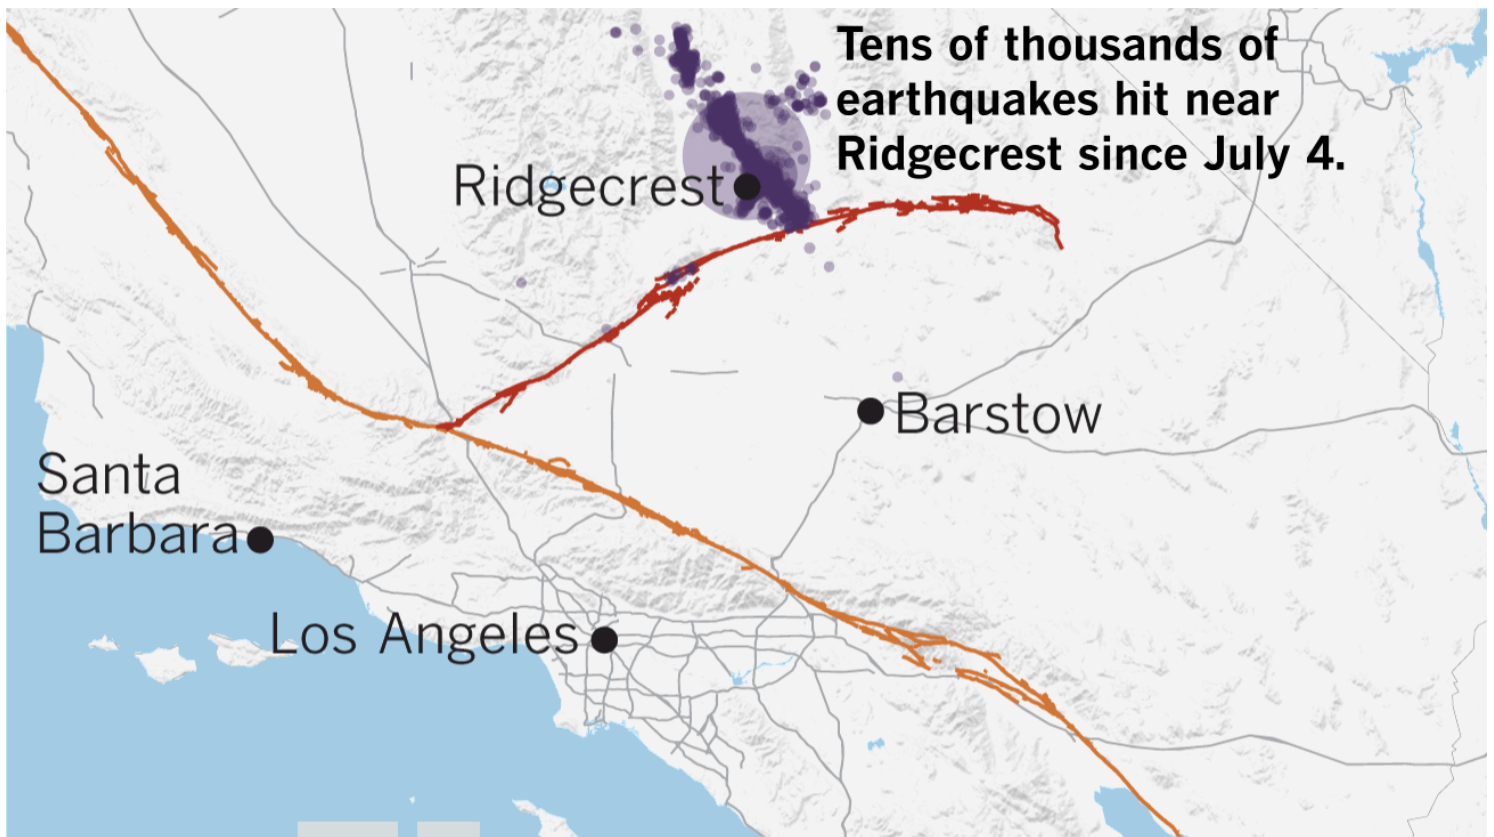 Tens of thousands of
earthquakes hit near
Ridgecrest since July 4.
Ridgecrest
Barstow
Santa
Barbara
Los Angeles